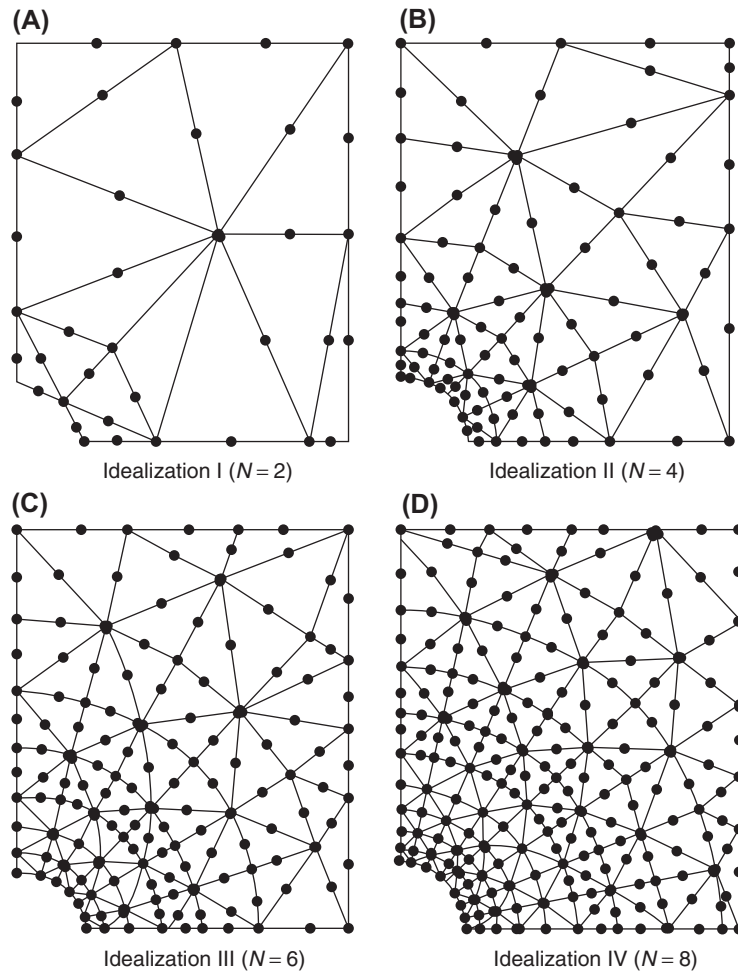 (A)
(B)
Idealization I (N = 2)
Idealization II (N = 4)
(C)
(D)
Idealization III (N = 6)
Idealization IV (N = 8)